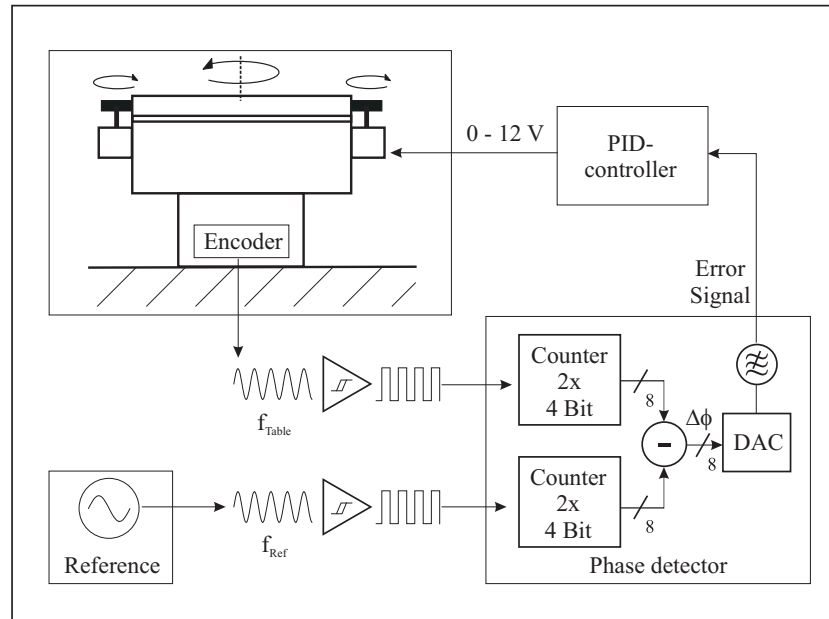 0 - 12 V
PID-
controller
Encoder
Error
Signal
Counter
2x
4 Bit
8
f_Table
Δϕ
-
8
DAC
Counter
2x
4 Bit
8
f_Ref
Reference
Phase detector